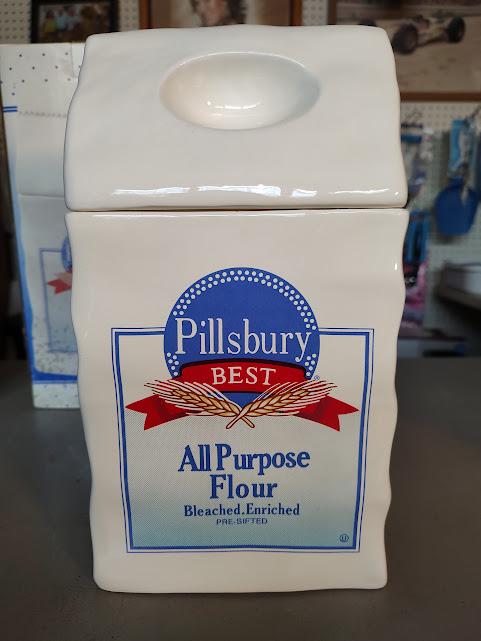 Pillsbury
BEST
All Purpose
Flour
Bleached.Enriched
PRE-SIFTED
U